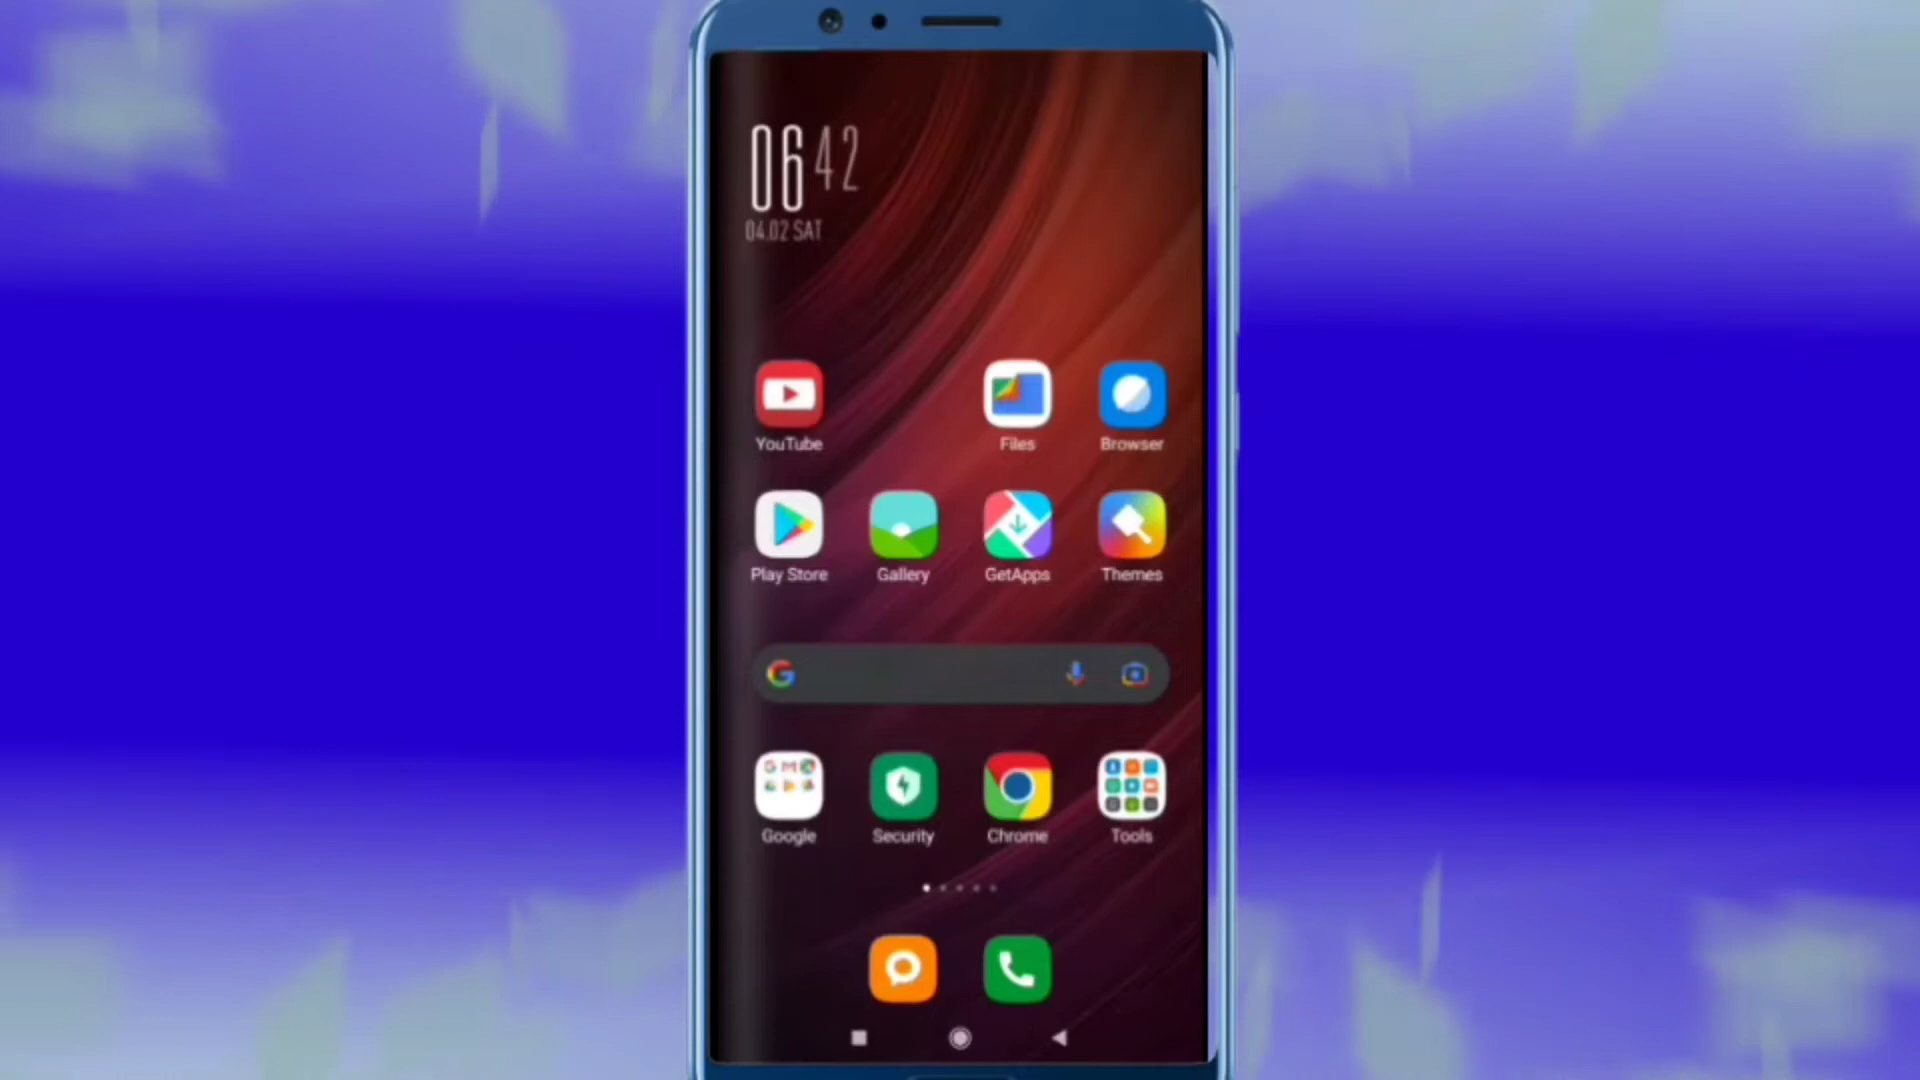 06 42
04.02 SAT
YouTube
Files
Browser
Play Store
Gallery
GetApps
Themes
Google
Security
Chrome
Tools